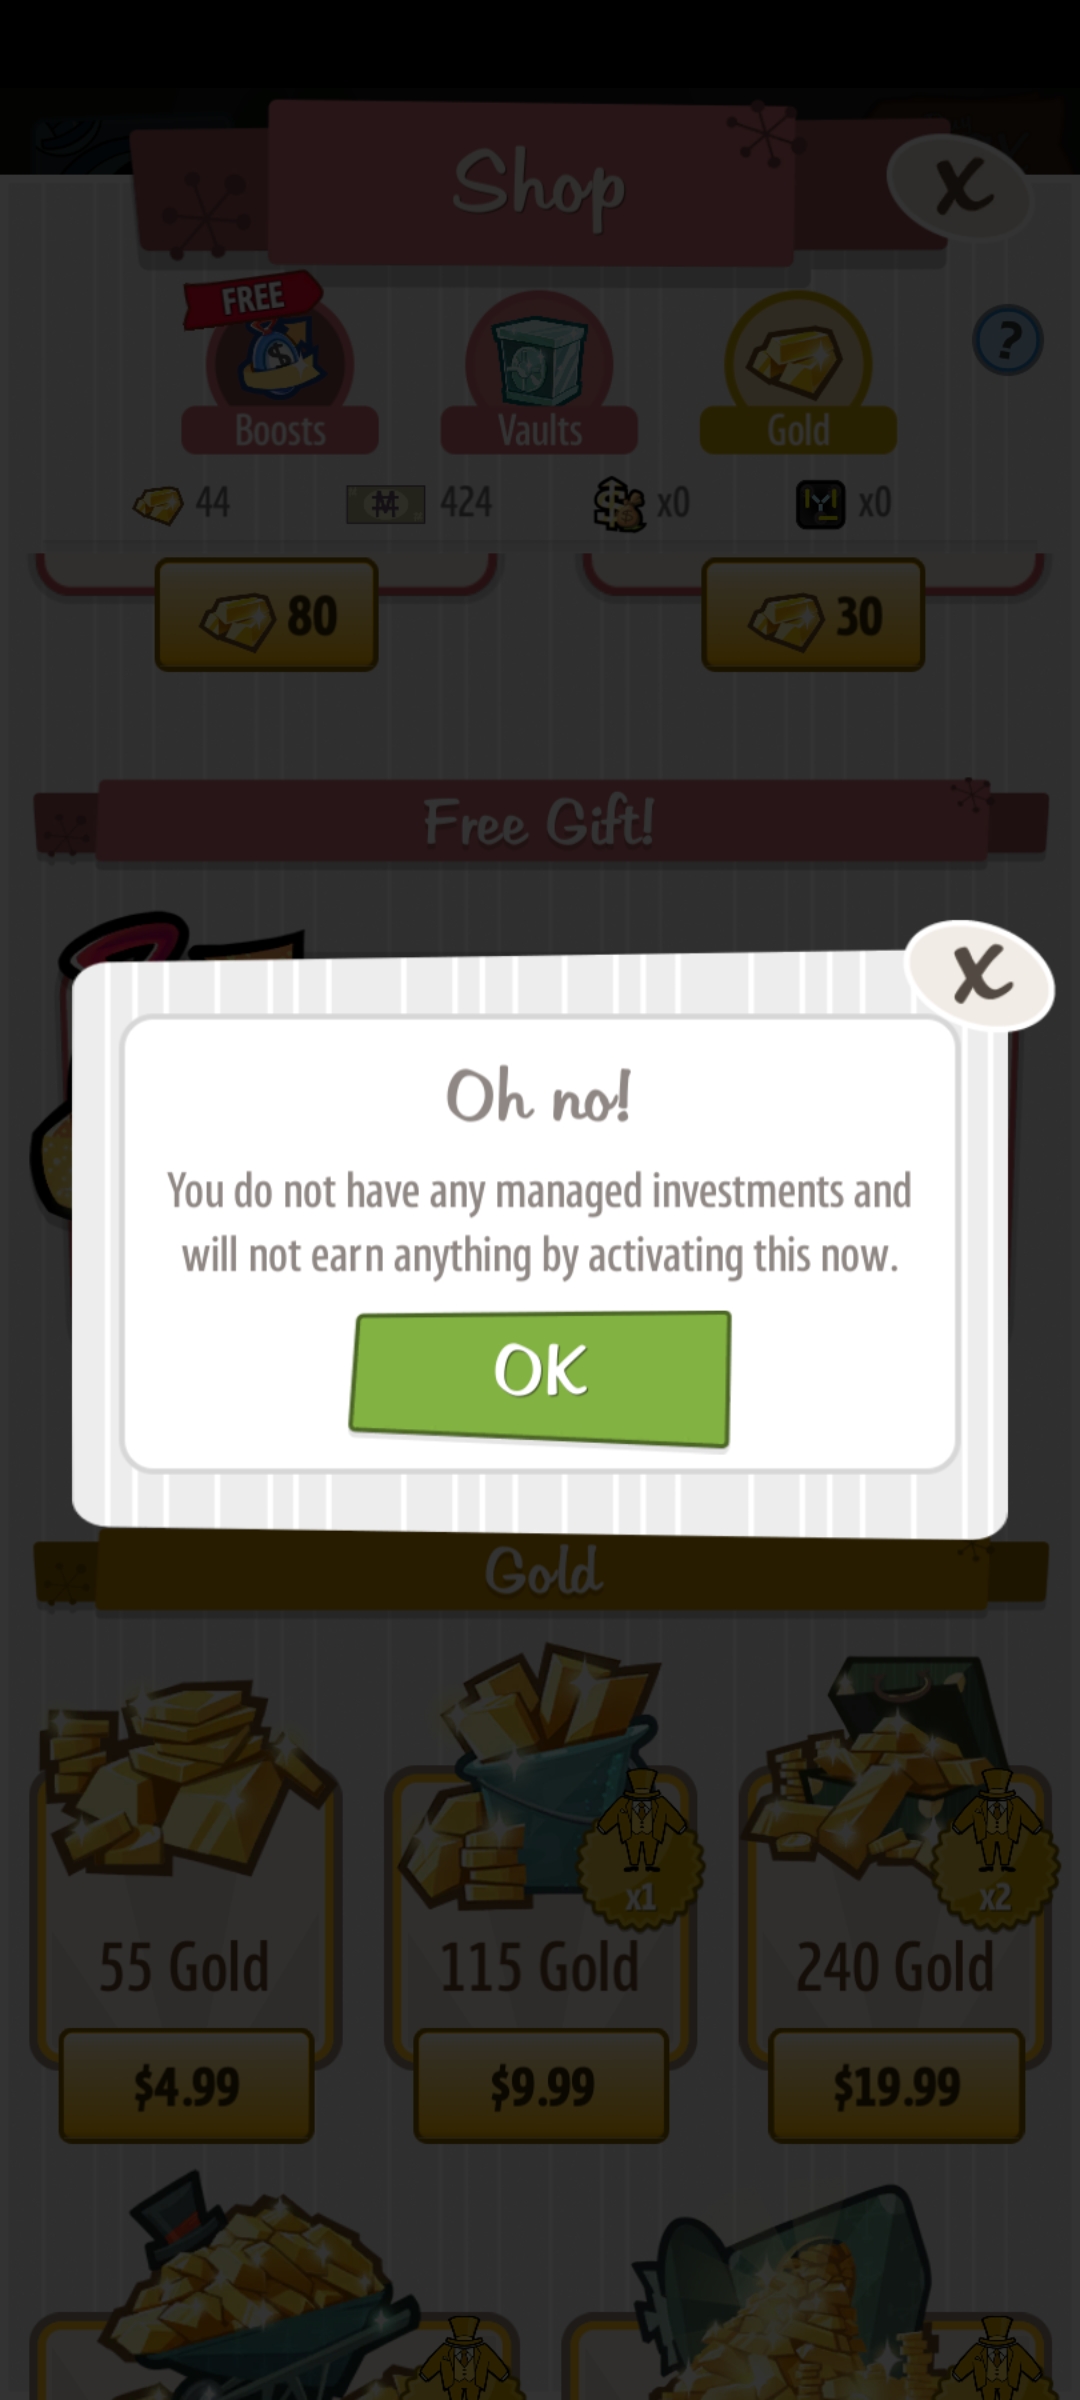 Shop
X
FREE
?
Boosts
Vaults
Gold
44
424
x0
x0
80
30
Free Gift!
X
Oh no!
You do not have any managed investments and
will not earn anything by activating this now.
OK
Gold
x1
x2
55 Gold
115 Gold
240 Gold
$4.99
$9.99
$19.99